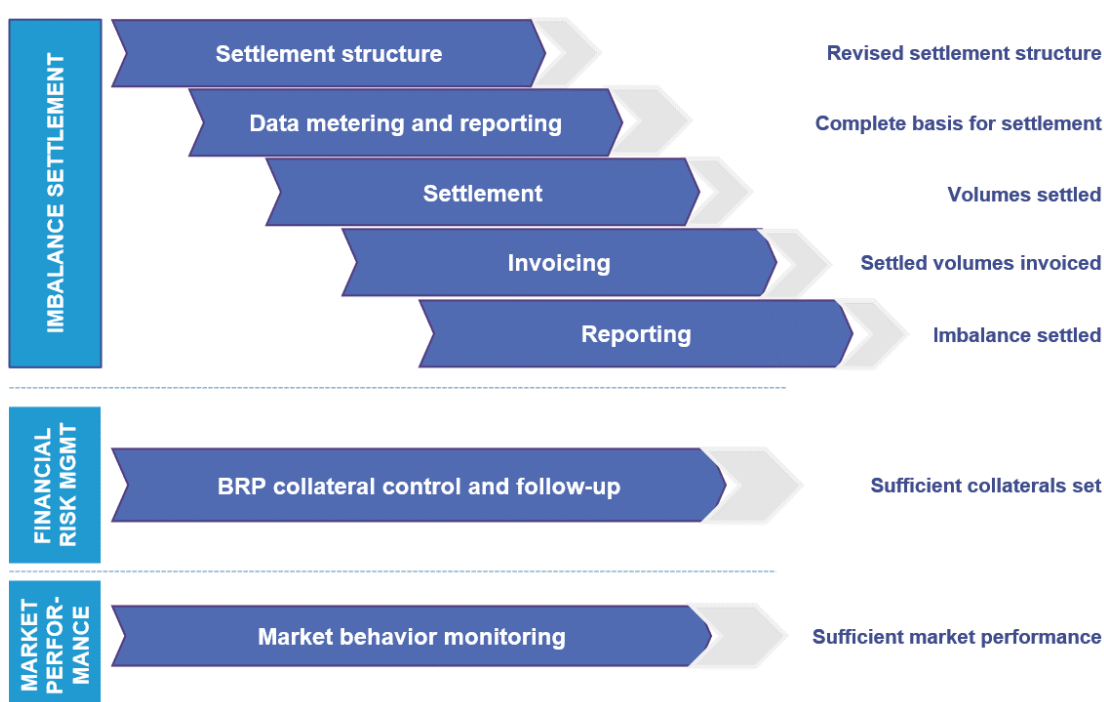 IMBALANCE SETTLEMENT
Settlement structure
Revised settlement structure
Data metering and reporting
Complete basis for settlement
Settlement
Volumes settled
Invoicing
Settled volumes invoiced
Reporting
Imbalance settled
FINANCIAL
RISK MGMT
BRP collateral control and follow-up
Sufficient collaterals set
MARKET
PERFOR-
MANCE
Market behavior monitoring
Sufficient market performance